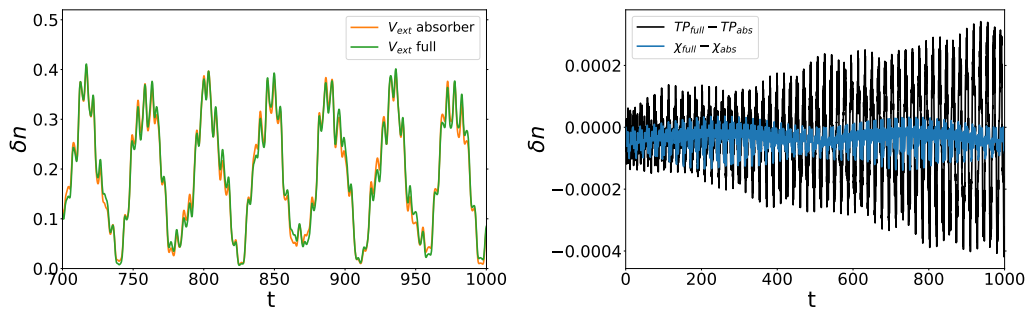 0.5
0.4
0.3
0.2
0.1
0.0
δn
700 750 800 850 900 950 1000
t
V_ext absorber
V_ext full
0.0002
0.0000
−0.0002
−0.0004
δn
0 200 400 600 800 1000
t
TP_full − TP_abs
χ_full − χ_abs